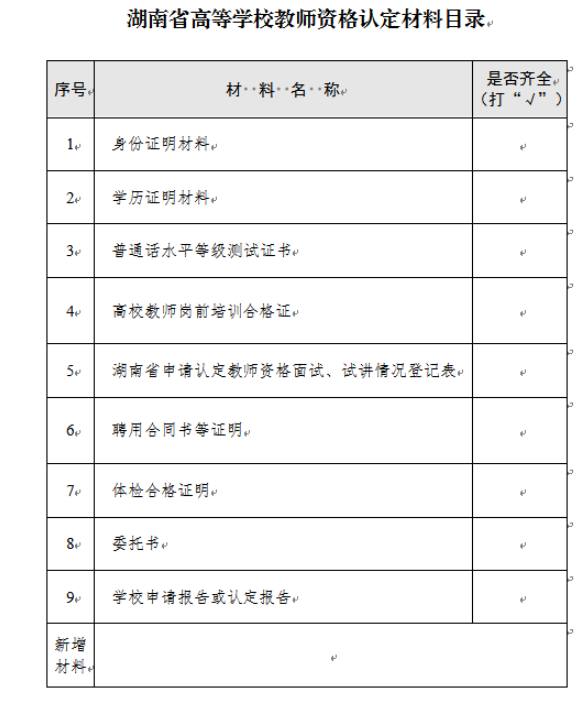 湖南省高等学校教师资格认定材料目录
序号 材 料 名 称 是否齐全
（打“√”）
1 身份证明材料
2 学历证明材料
3 普通话水平等级测试证书
4 高校教师岗前培训合格证
5 湖南省申请认定教师资格面试、试讲情况登记表
6 聘用合同书等证明
7 体检合格证明
8 委托书
9 学校申请报告或认定报告
新增
材料